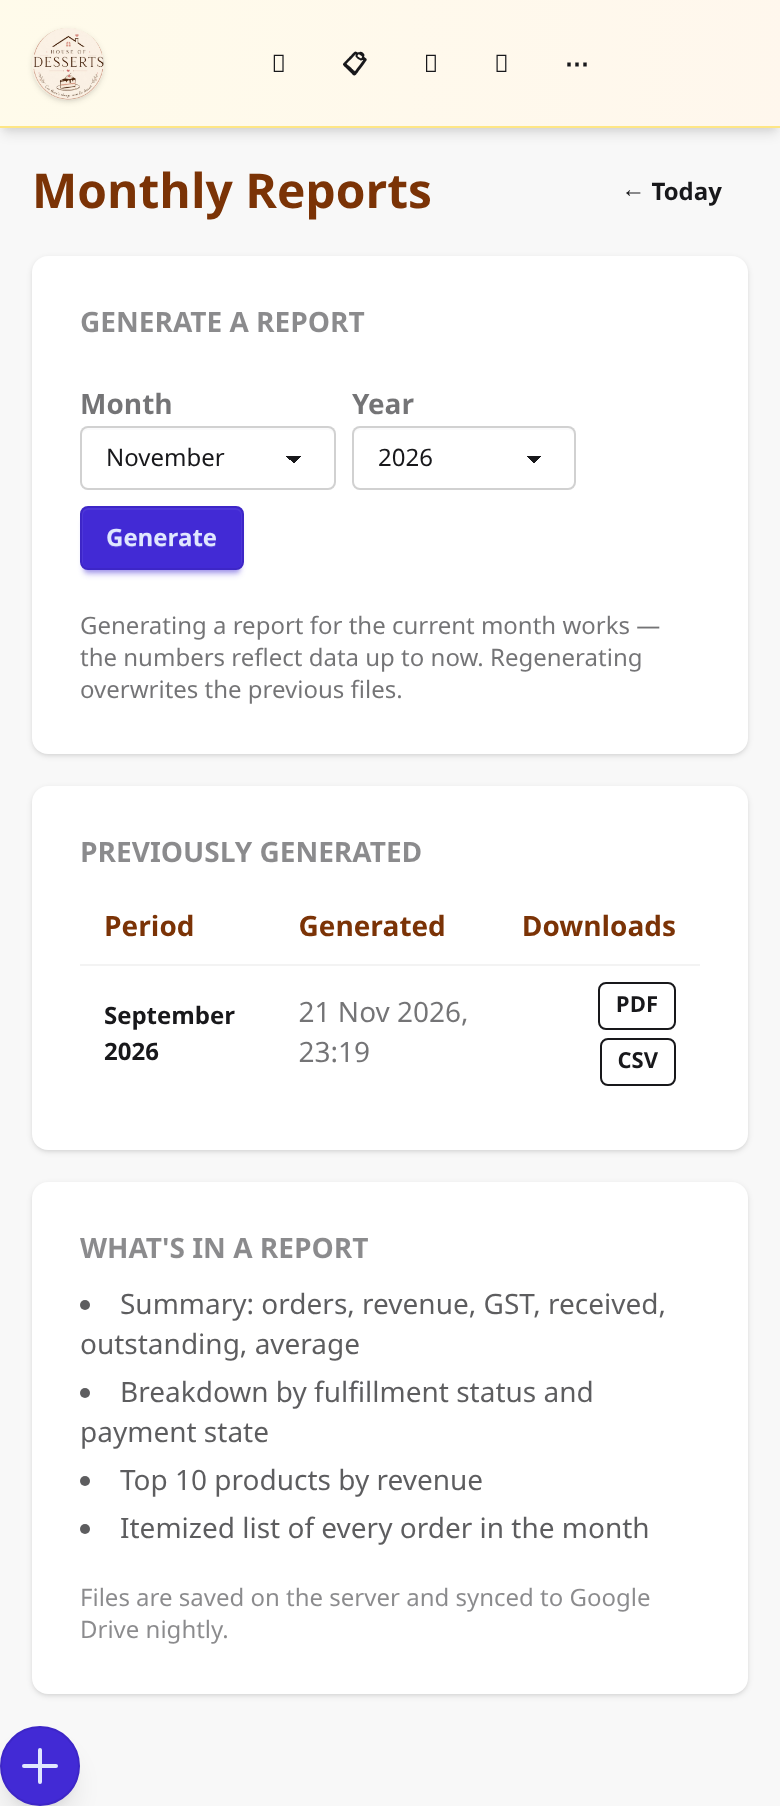 HOUSE OF
DESSERTS
...
Monthly Reports
← Today
GENERATE A REPORT
Month
Year
November
2026
Generate
Generating a report for the current month works —
the numbers reflect data up to now. Regenerating
overwrites the previous files.
PREVIOUSLY GENERATED
Period
Generated
Downloads
September
2026
21 Nov 2026,
23:19
PDF
CSV
WHAT'S IN A REPORT
• Summary: orders, revenue, GST, received,
outstanding, average
• Breakdown by fulfillment status and
payment state
• Top 10 products by revenue
• Itemized list of every order in the month
Files are saved on the server and synced to Google
Drive nightly.